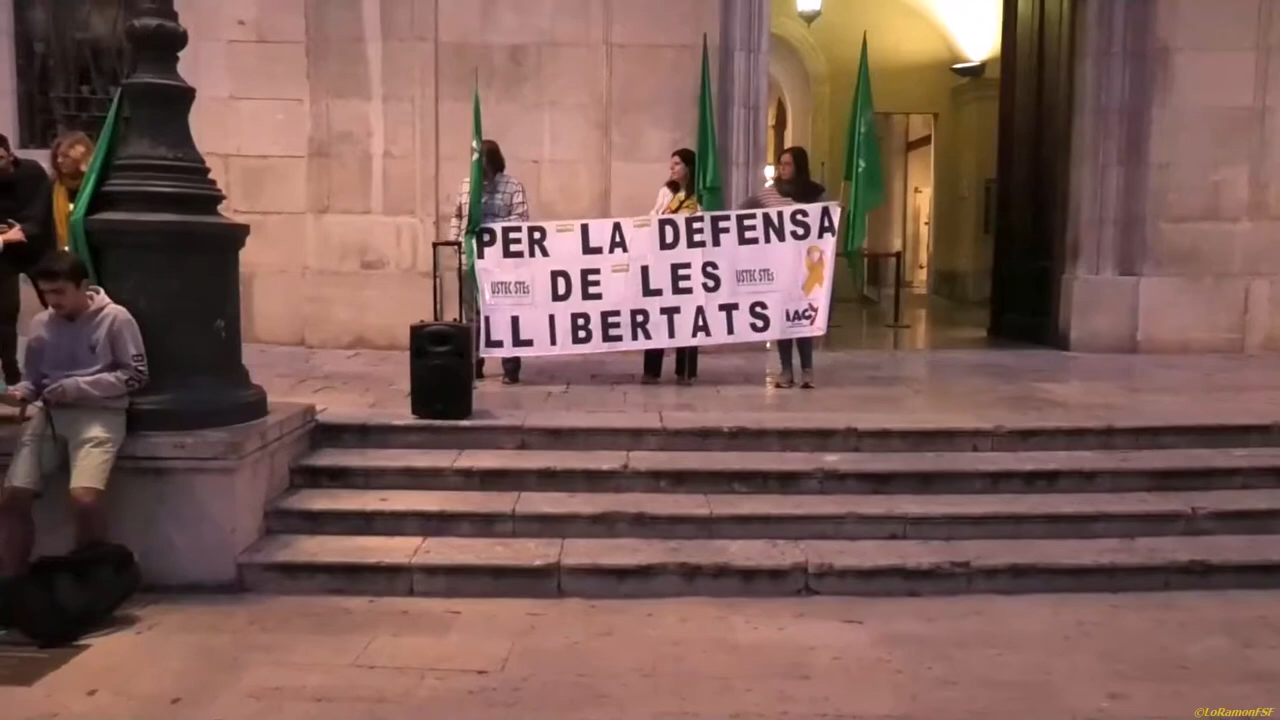 PER LA DEFENSA
DE LES
LLIBERTATS
USTEC STEs
USTEC STEs
IAC
©LoRamonFSF